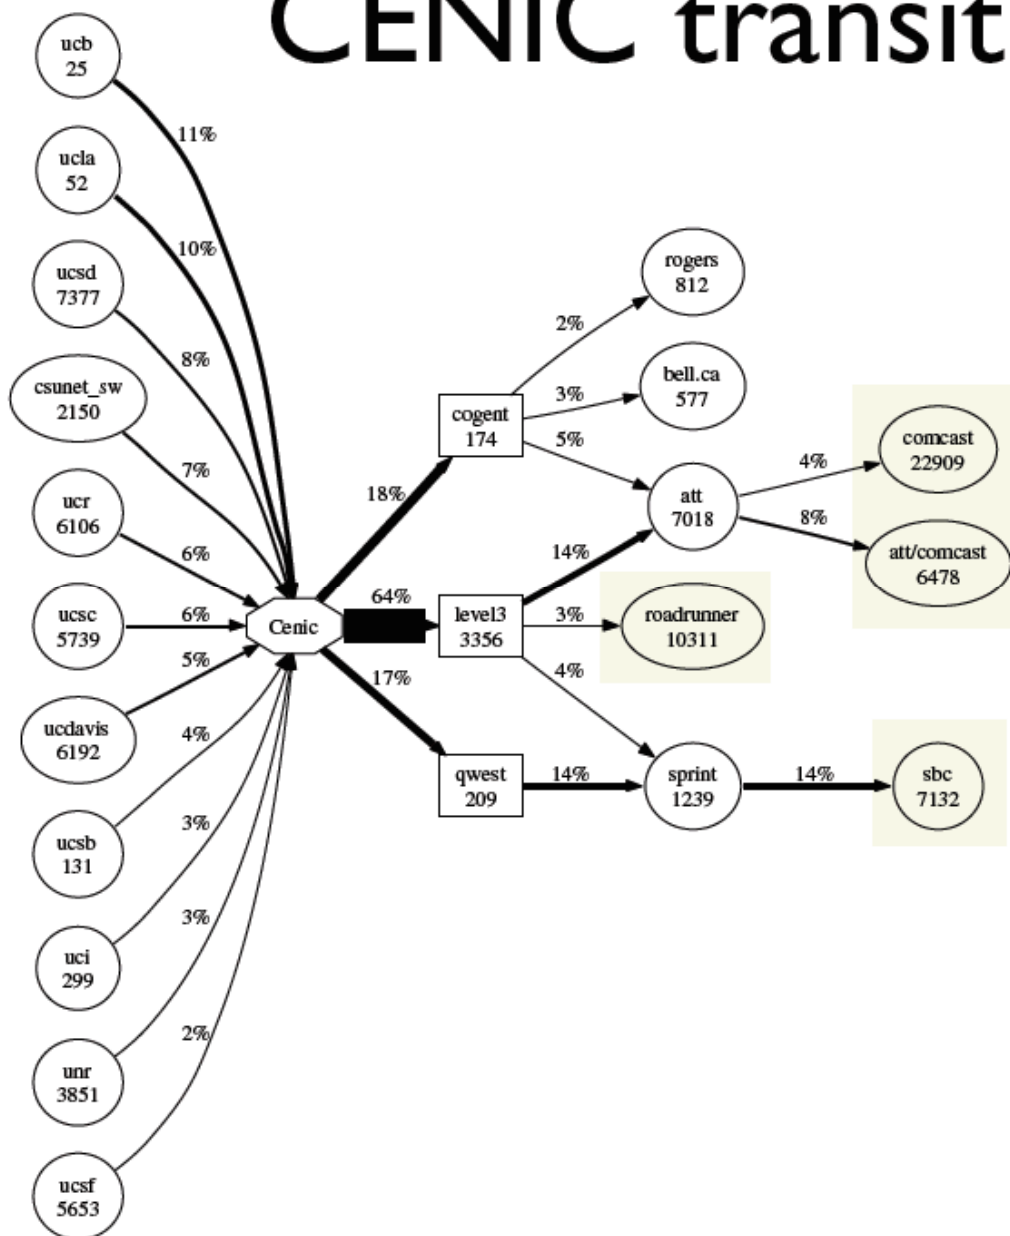 CENIC transit
ucb
25
11%
ucla
52
10%
ucsd
7377
8%
csunet_sw
2150
7%
ucr
6106
6%
ucsc
5739
6%
ucdavis
6192
5%
ucsb
131
4%
uci
299
3%
unr
3851
3%
ucsf
5653
2%
Cenic
18%
64%
17%
cogent
174
2%
3%
5%
level3
3356
14%
3%
4%
qwest
209
14%
rogers
812
bell.ca
577
att
7018
4%
8%
roadrunner
10311
sprint
1239
14%
comcast
22909
att/comcast
6478
sbc
7132